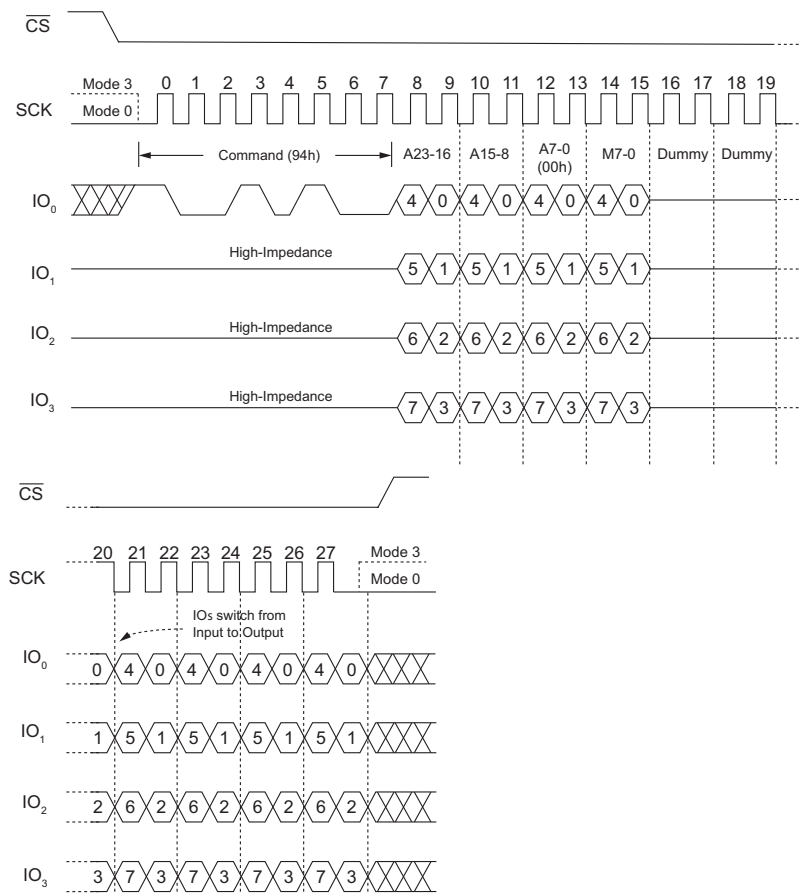 CS
Mode 3 0 1 2 3 4 5 6 7 8 9 10 11 12 13 14 15 16 17 18 19
SCK
Mode 0
Command (94h) A23-16 A15-8 A7-0 (00h) M7-0 Dummy Dummy
IO0 4 0 4 0 4 0 4 0
High-Impedance
IO1 5 1 5 1 5 1 5 1
High-Impedance
IO2 6 2 6 2 6 2 6 2
High-Impedance
IO3 7 3 7 3 7 3 7 3
CS
20 21 22 23 24 25 26 27 Mode 3
SCK
Mode 0
IOs switch from
Input to Output
IO0 0 4 0 4 0 4 0 4 0
IO1 1 5 1 5 1 5 1 5 1
IO2 2 6 2 6 2 6 2 6 2
IO3 3 7 3 7 3 7 3 7 3